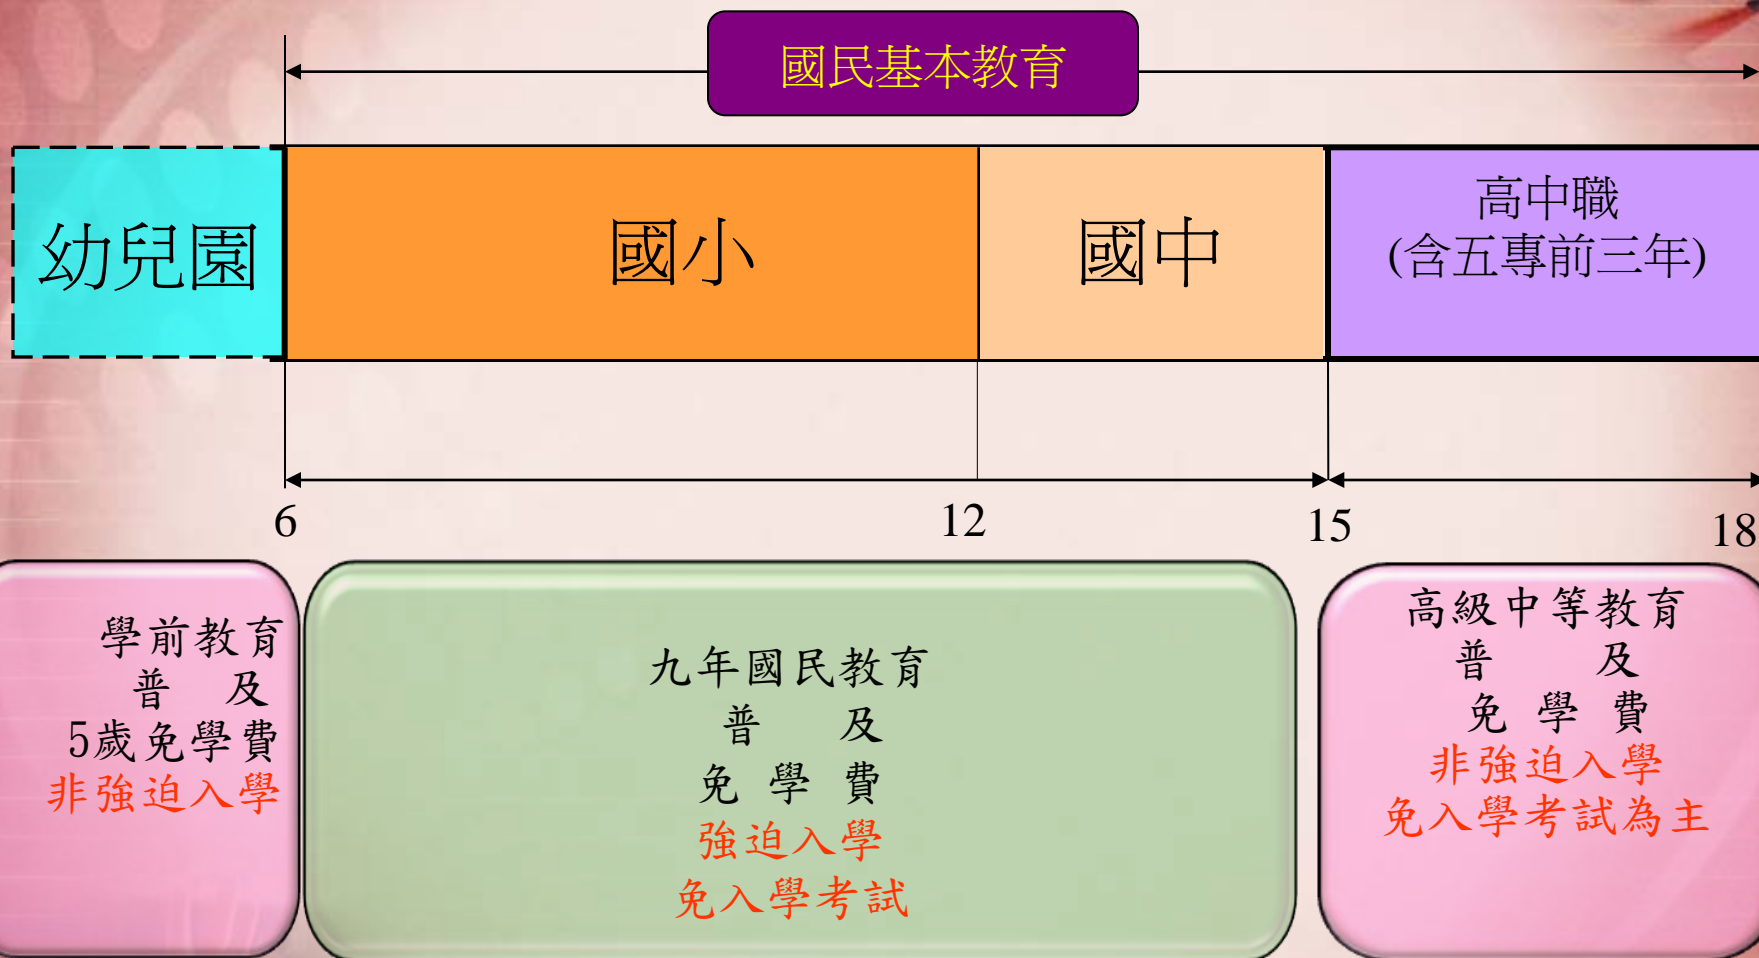 國民基本教育
幼兒園
國小
國中
高中職
(含五專前三年)
6
12
15
18
學前教育
普 及
5歲免學費
非強迫入學
九年國民教育
普 及
免 學 費
強迫入學
免入學考試
高級中等教育
普 及
免 學 費
非強迫入學
免入學考試為主